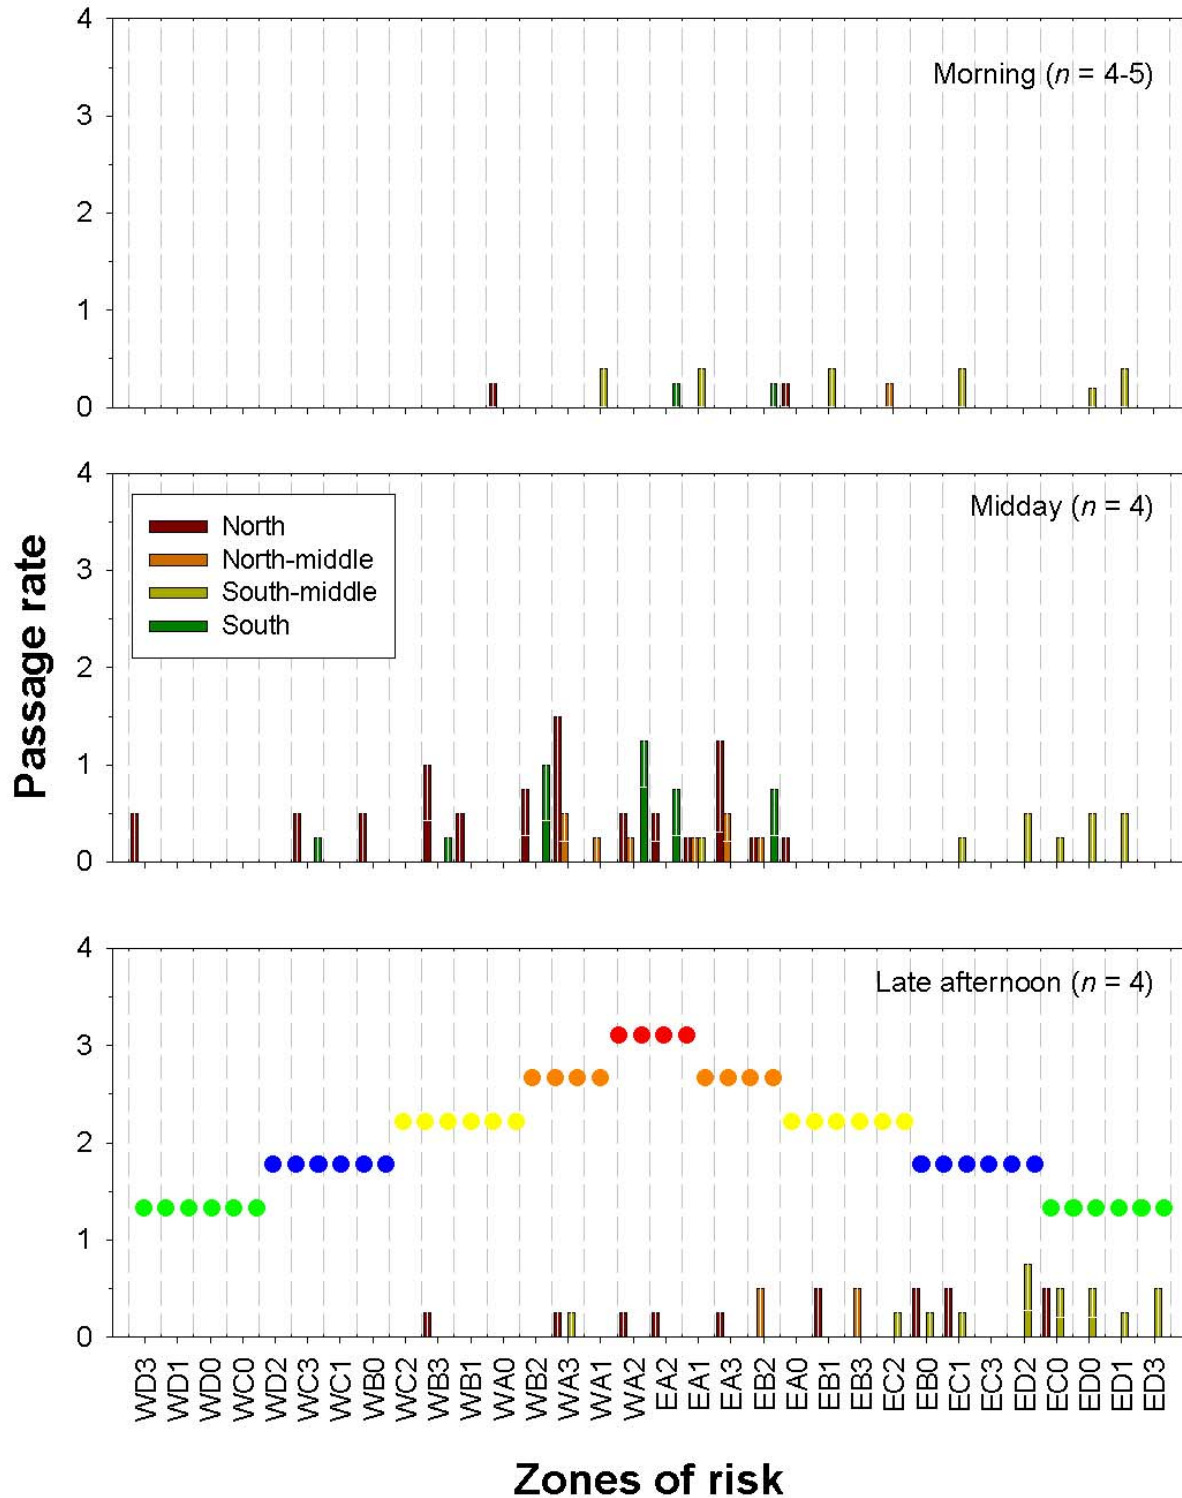 4
Morning (n = 4-5)
3
2
1
0
4
Midday (n = 4)
North
North-middle
South-middle
South
3
2
1
0
Passage rate
4
Late afternoon (n = 4)
3
2
1
0
WD3 WD1 WD0 WC0 WD2 WC3 WC1 WB0 WC2 WB3 WB1 WA0 WB2 WA3 WA1 WA2 EA2 EA1 EA3 EB2 EA0 EB1 EB3 EC2 EB0 EC1 EC3 ED2 EC0 ED0 ED1 ED3
Zones of risk